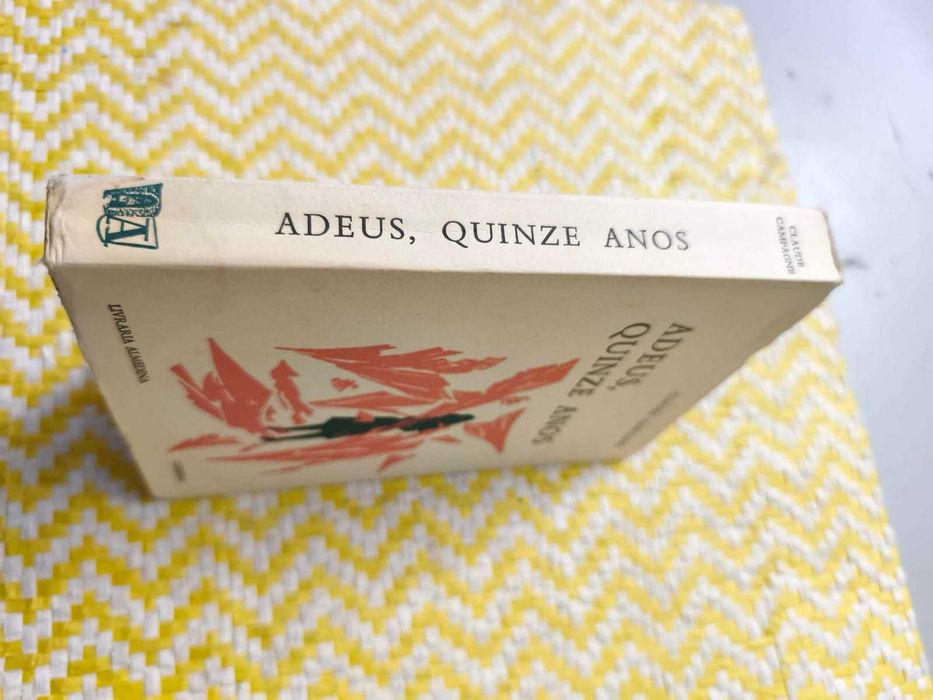 ADEUS, QUINZE ANOS
CLAUDE
CAMPAGNE
A
ADEUS,
QUINZE ANOS
LIVRARIA ALMEDINA